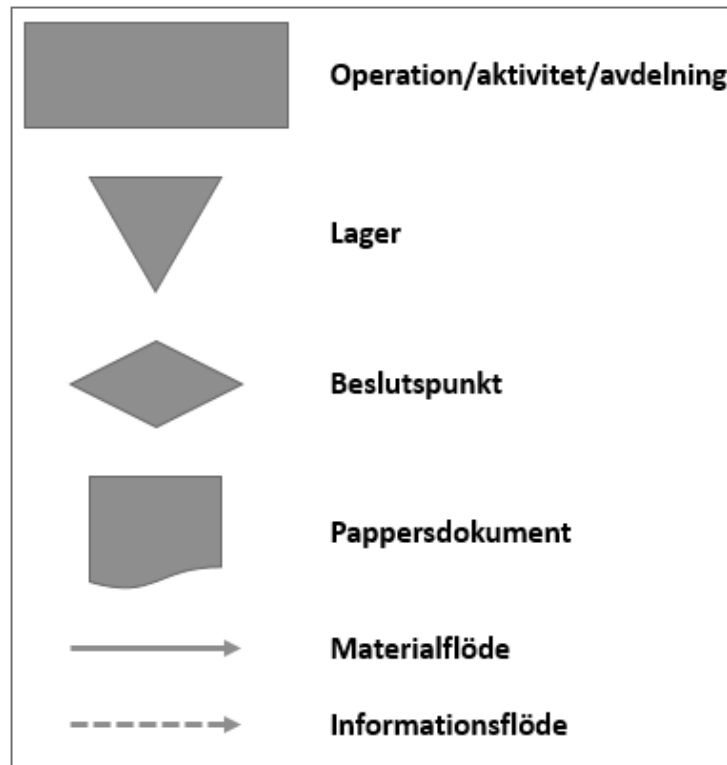 Operation/aktivitet/avdelning
Lager
Beslutspunkt
Pappersdokument
Materialflöde
Informationsflöde